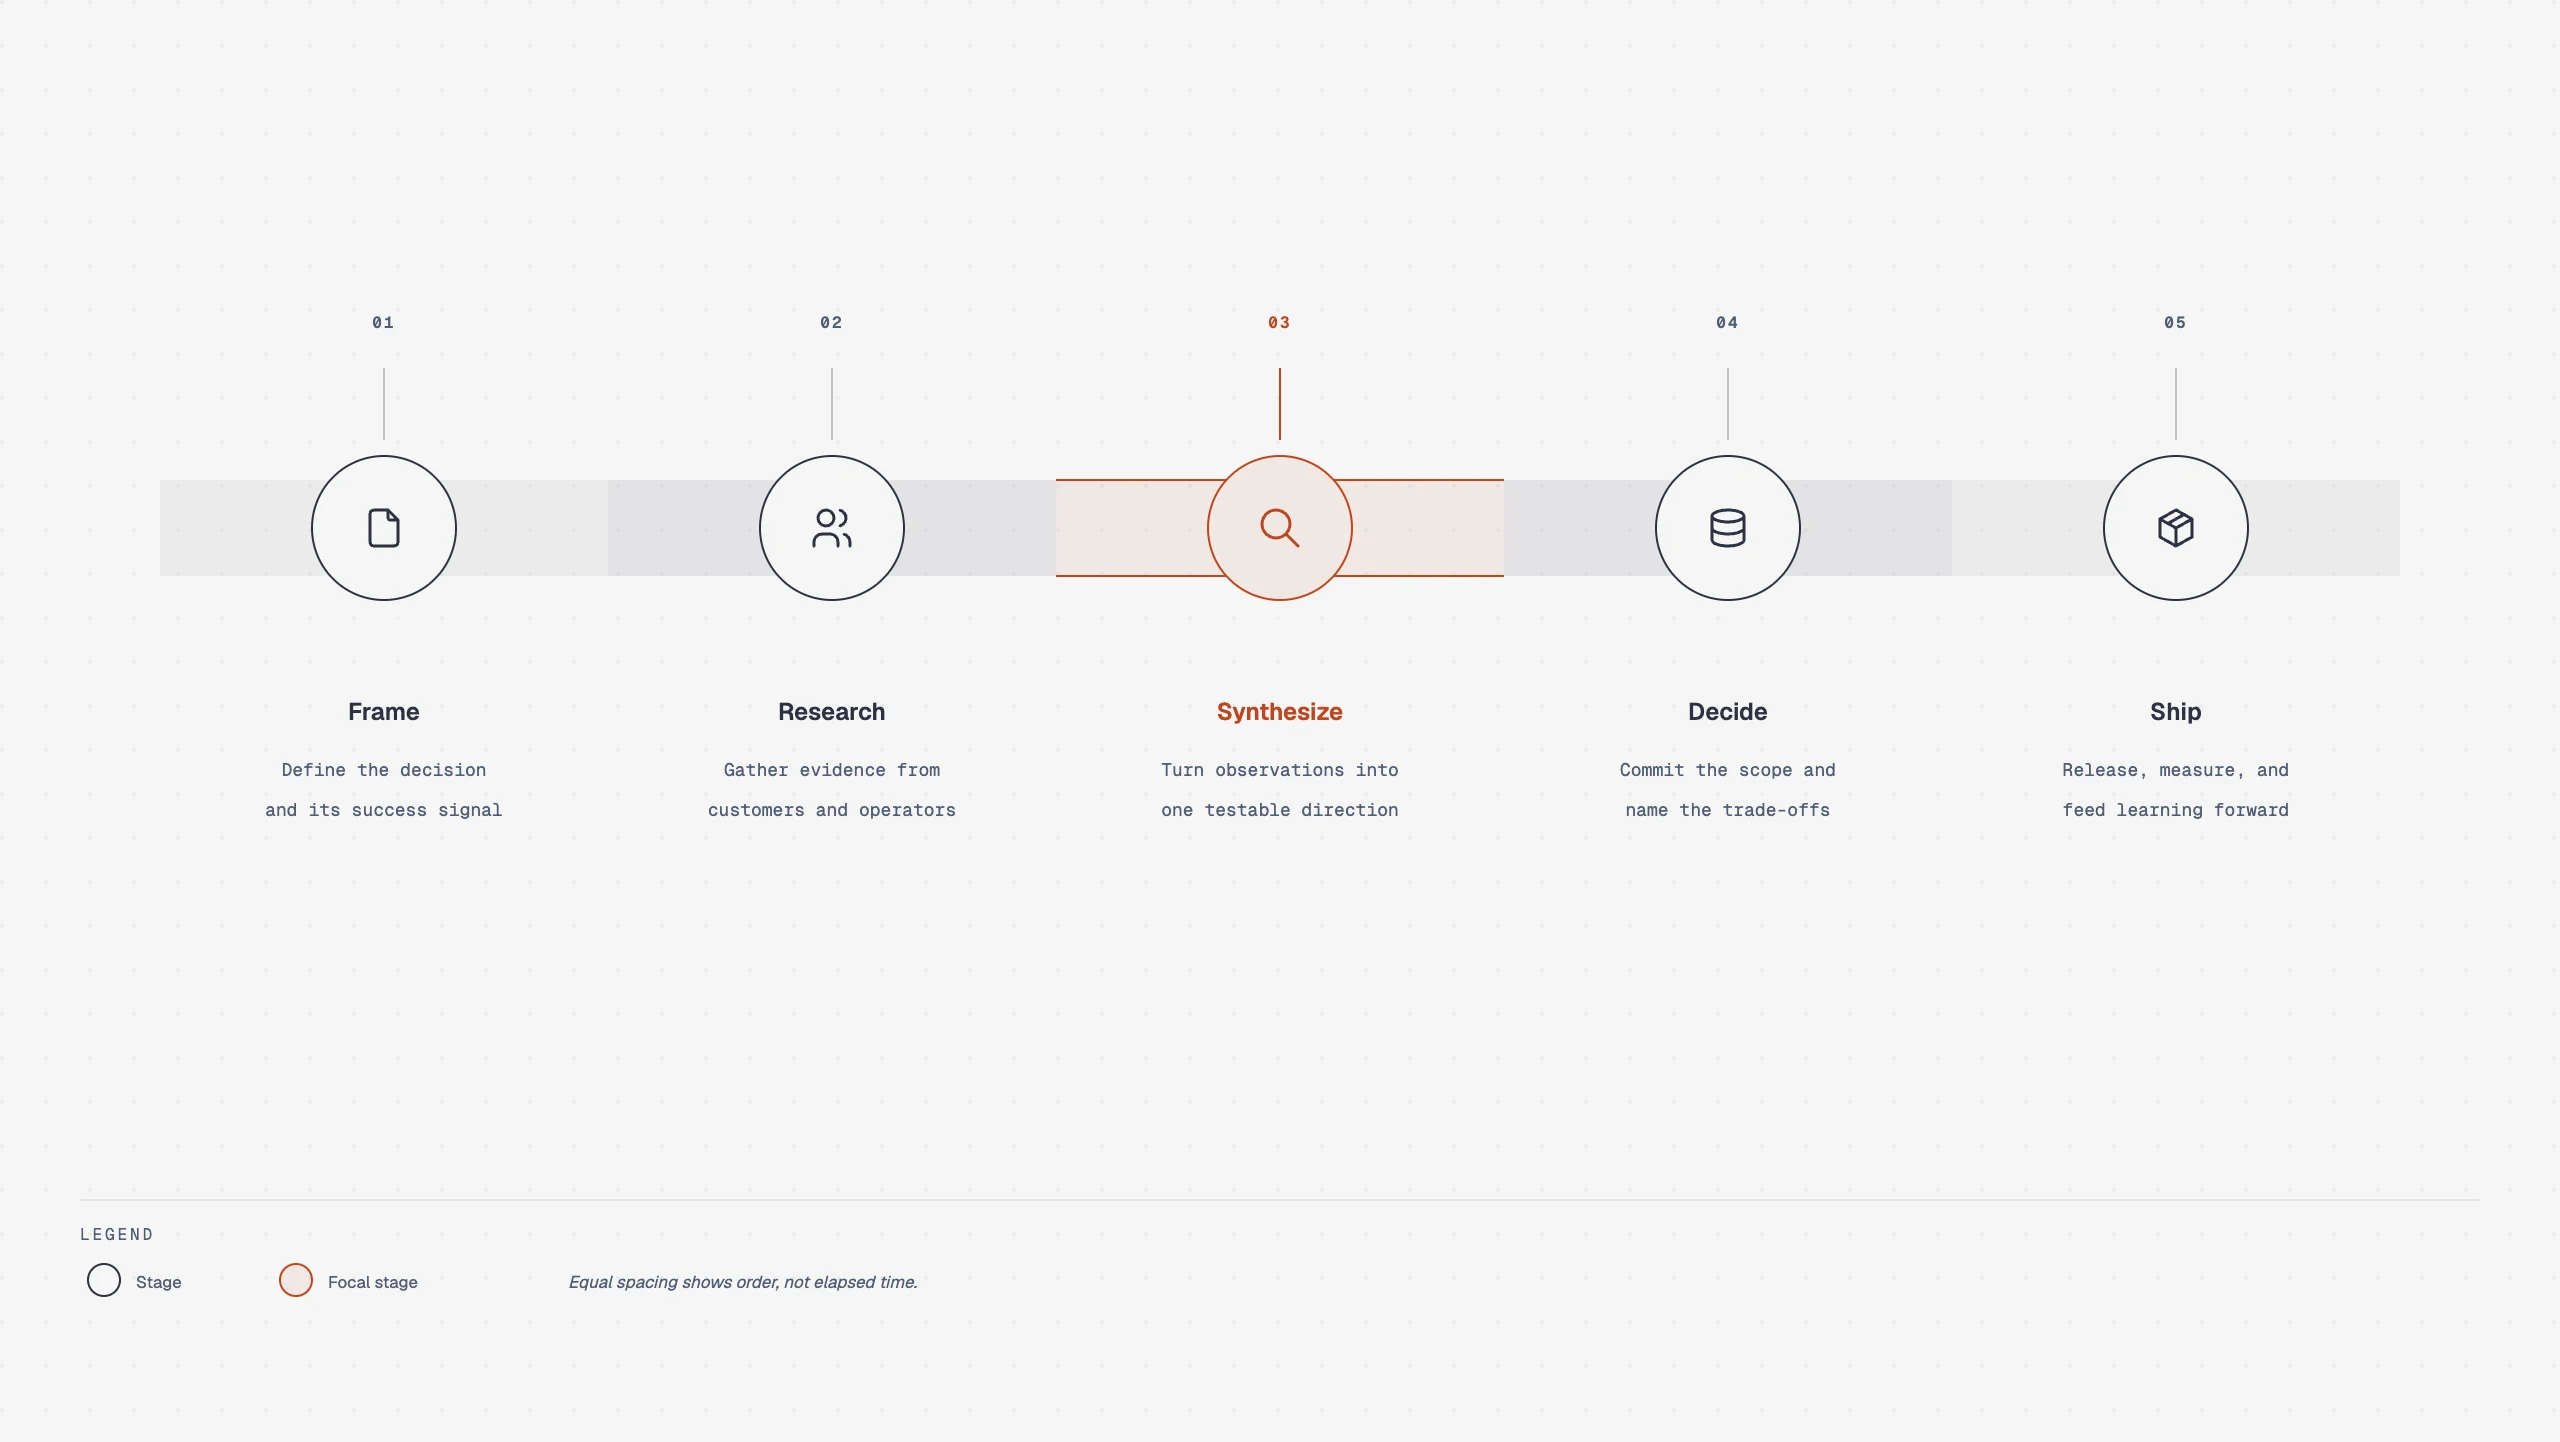 01
02
03
04
05
Frame
Define the decision
and its success signal
Research
Gather evidence from
customers and operators
Synthesize
Turn observations into
one testable direction
Decide
Commit the scope and
name the trade-offs
Ship
Release, measure, and
feed learning forward
LEGEND
Stage
Focal stage
Equal spacing shows order, not elapsed time.